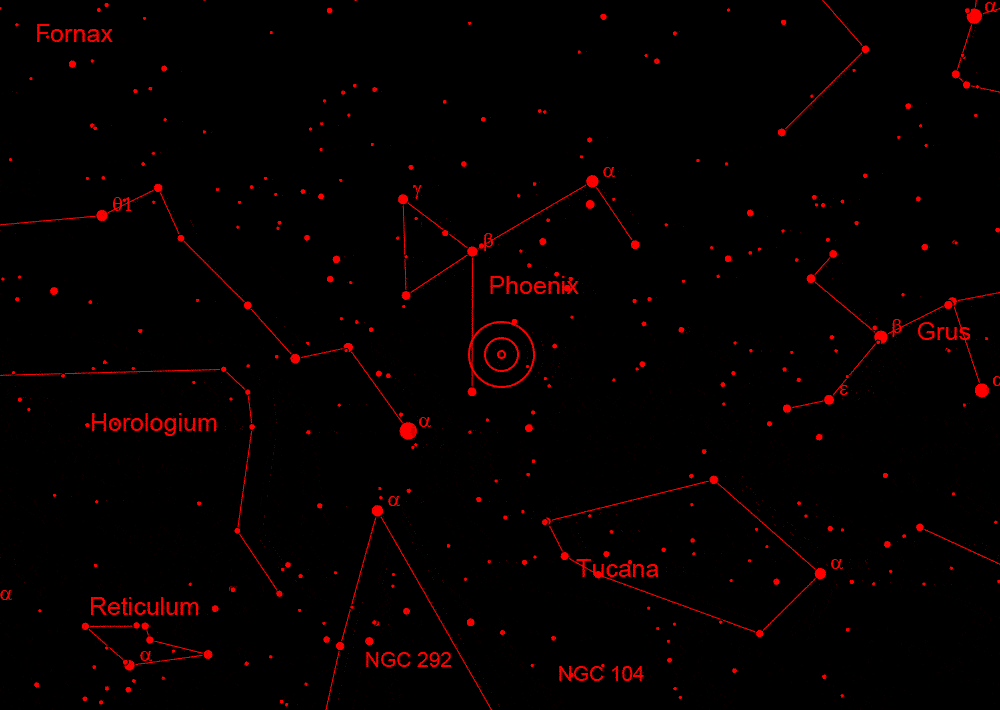 α
Fornax
α
γ
θ1
β
Phoenix
β
Grus
α
ε
Horologium
α
α
α
Tucana
α
Reticulum
α
NGC 292
NGC 104